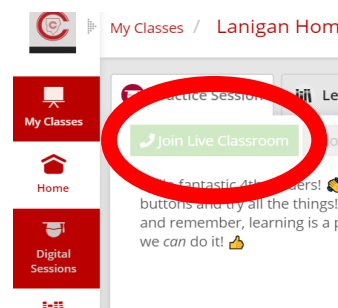 My Classes / Lanigan Hom
Practice Session Le
My Classes
Join Live Classroom
Home
fantastic 4th
buttons and try all the things!
and remember, learning is a p
we can do it! 👍
Digital
Sessions